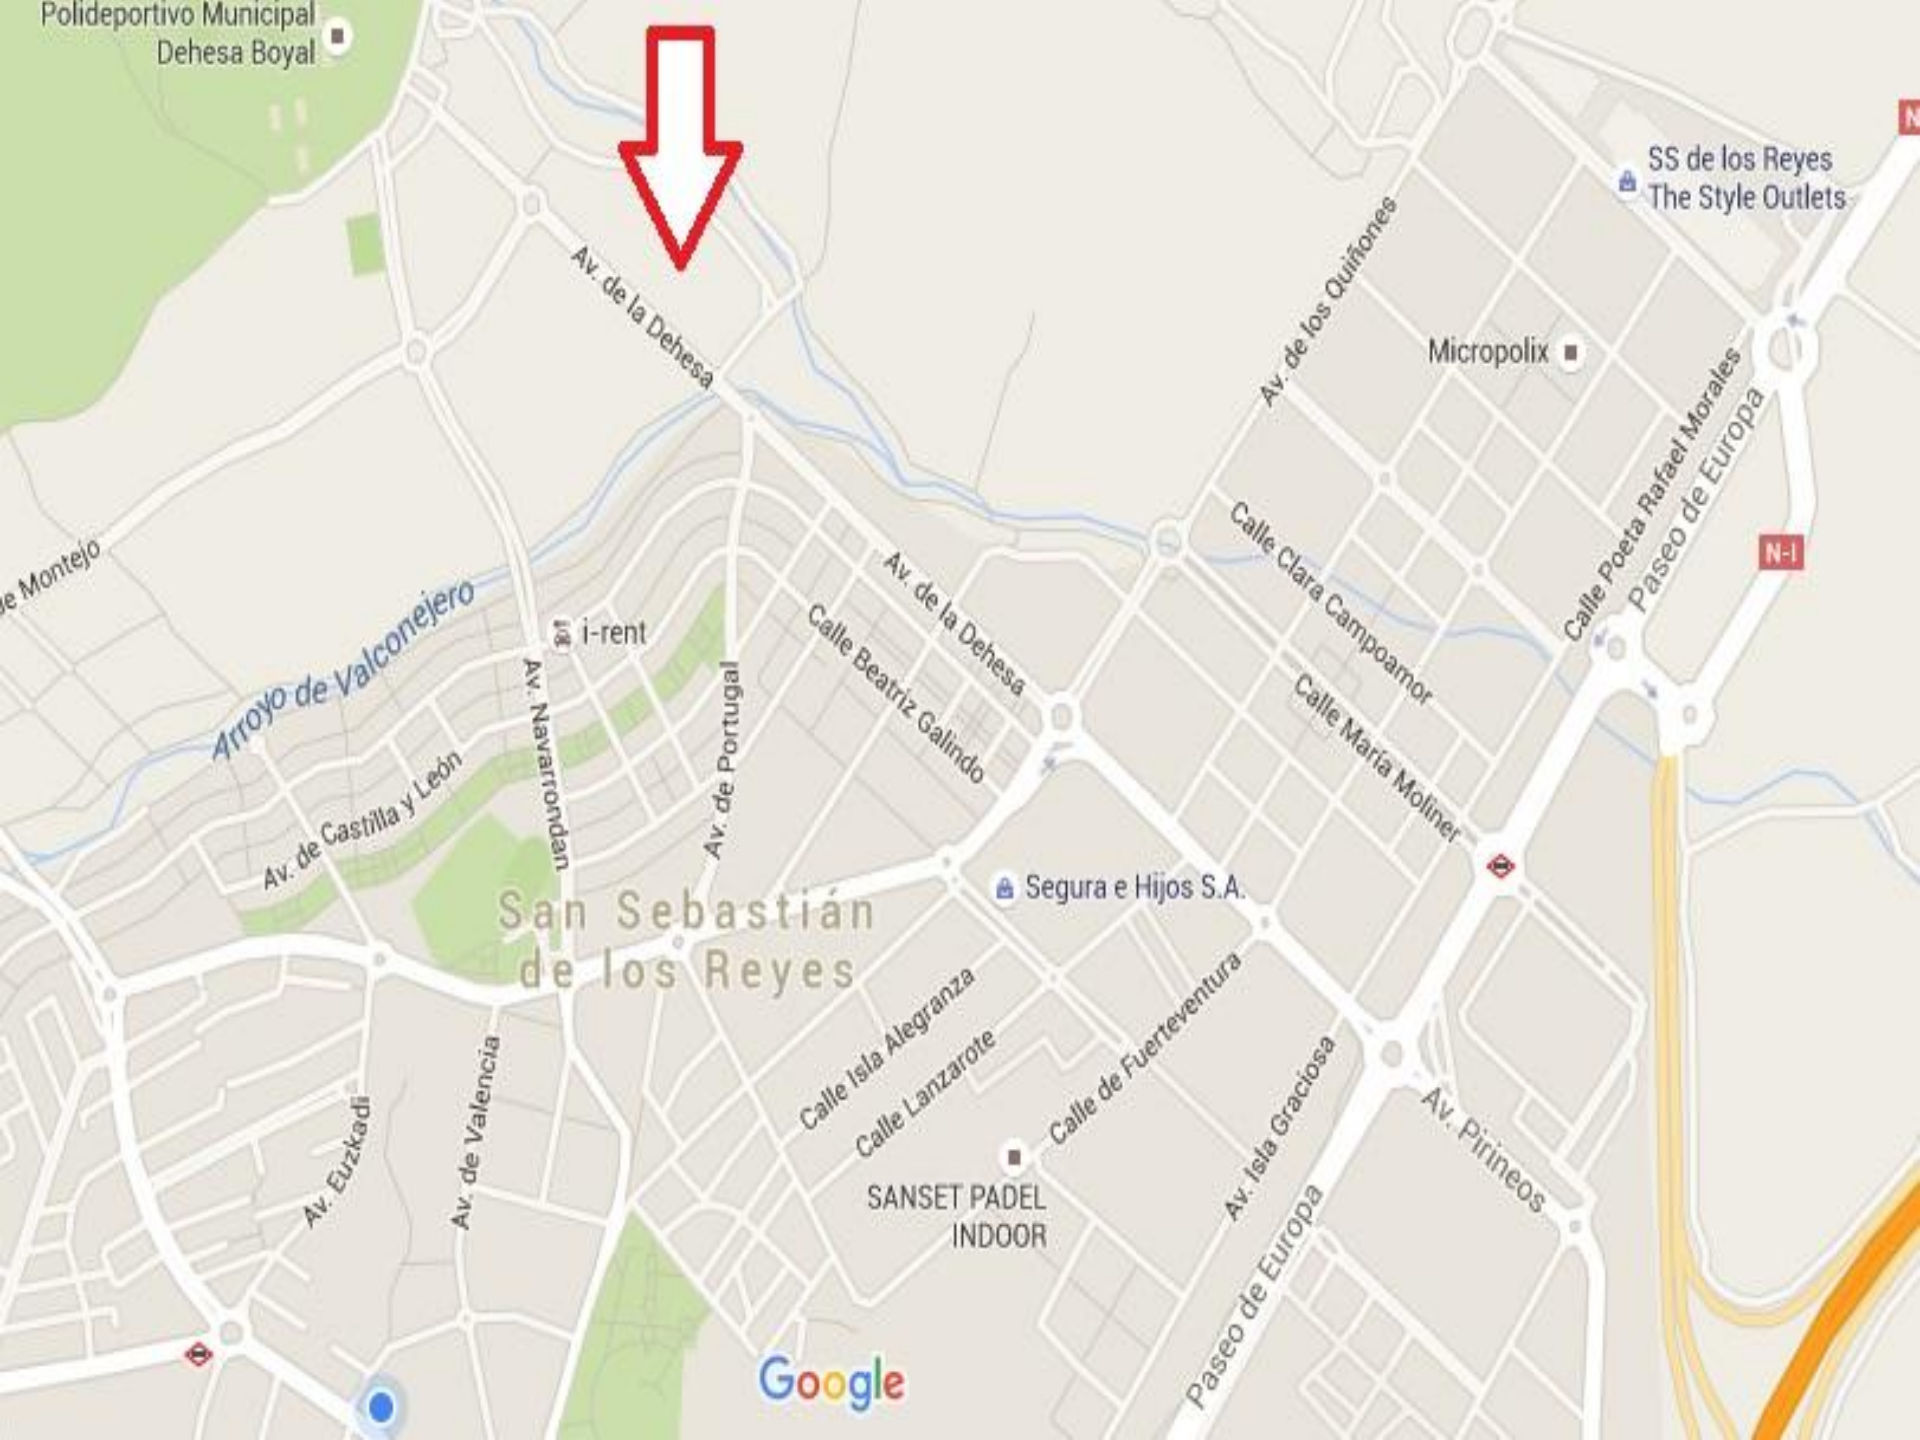 Polideportivo Municipal
Dehesa Boyal
N
SS de los Reyes
The Style Outlets
Av. de la Dehesa
Av. de los Quiñones
Micropolix
Calle Poeta Rafael Morales
Paseo de Europa
N-I
Calle Clara Campoamor
de Montejo
Arroyo de Valconejero
i-rent
Av. de la Dehesa
Calle Beatriz Galindo
Calle María Moliner
Av. Navarrondan
Av. de Portugal
Av. de Castilla y León
Segura e Hijos S.A.
San Sebastián
de los Reyes
Calle Isla Alegranza
Calle Lanzarote
Calle de Fuerteventura
Av. Isla Graciosa
Av. Pirineos
Av. Euzkadi
Av. de Valencia
SANSET PADEL
INDOOR
Paseo de Europa
Google